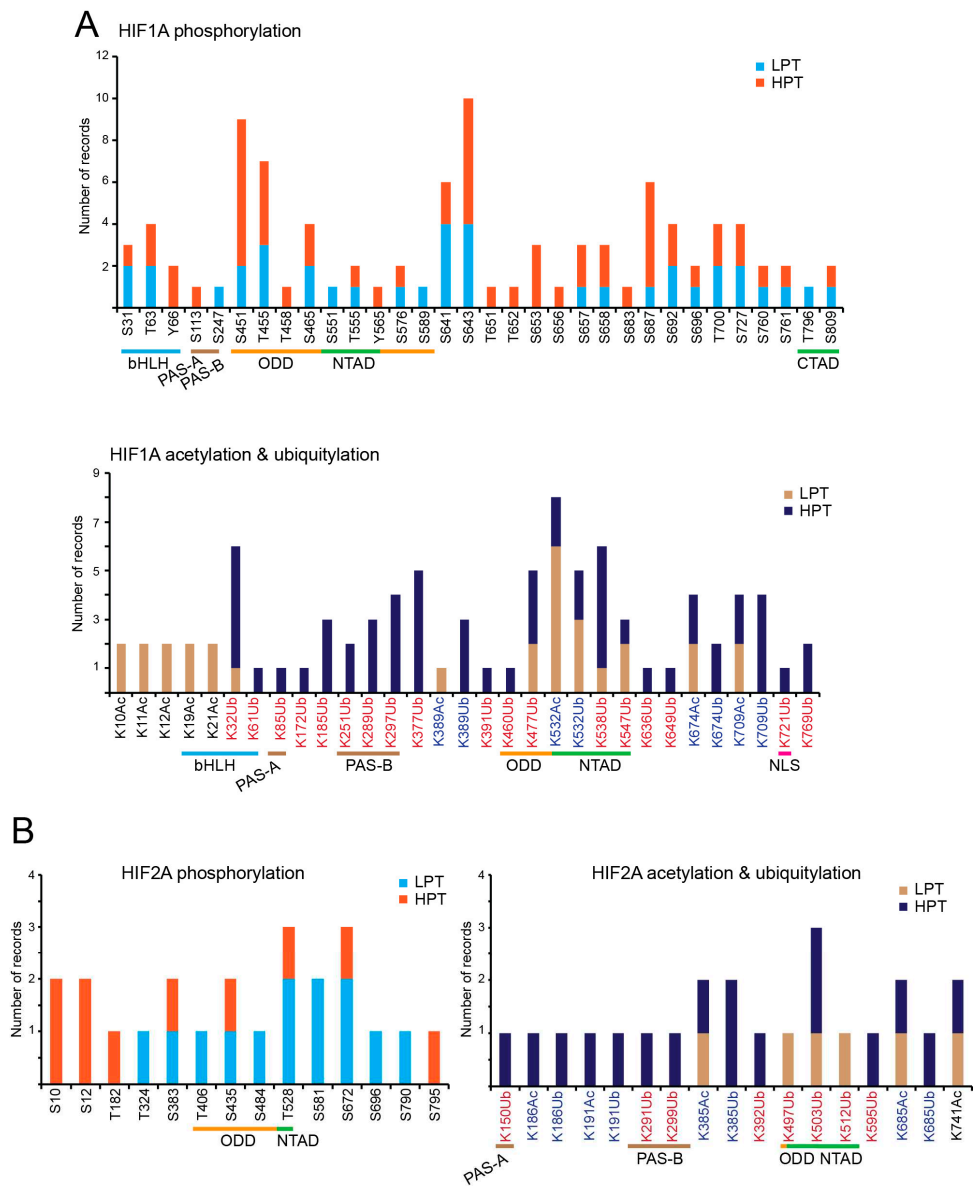 A
HIF1A phosphorylation
LPT
HPT
Number of records
12
10
8
6
4
2
S31 T63 Y66 S113 S247 S451 T455 T458 S465 S551 T555 Y565 S576 S589 S641 S643 T651 T652 S653 S656 S657 S658 S683 S687 S692 S696 T700 S727 S760 S761 T796 S809
bHLH PAS-A PAS-B ODD NTAD CTAD
HIF1A acetylation & ubiquitylation
LPT
HPT
Number of records
9
7
5
3
1
K10Ac K11Ac K12Ac K19Ac K21Ac K32Ub K61Ub K85Ub K172Ub K185Ub K251Ub K289Ub K297Ub K377Ub K389Ac K389Ub K391Ub K460Ub K477Ub K532Ac K532Ub K538Ub K547Ub K636Ub K649Ub K674Ac K674Ub K709Ac K709Ub K721Ub K769Ub
bHLH PAS-A PAS-B ODD NTAD NLS
B
HIF2A phosphorylation
LPT
HPT
Number of records
4
3
2
1
S10 S12 T182 T324 S383 T406 S435 S484 T528 S581 S672 S696 S790 S795
ODD NTAD
HIF2A acetylation & ubiquitylation
LPT
HPT
Number of records
4
3
2
1
K150Ub K186Ac K186Ub K191Ac K191Ub K291Ub K299Ub K385Ac K385Ub K392Ub K497Ub K503Ub K512Ub K595Ub K685Ac K685Ub K741Ac
PAS-A PAS-B ODD NTAD